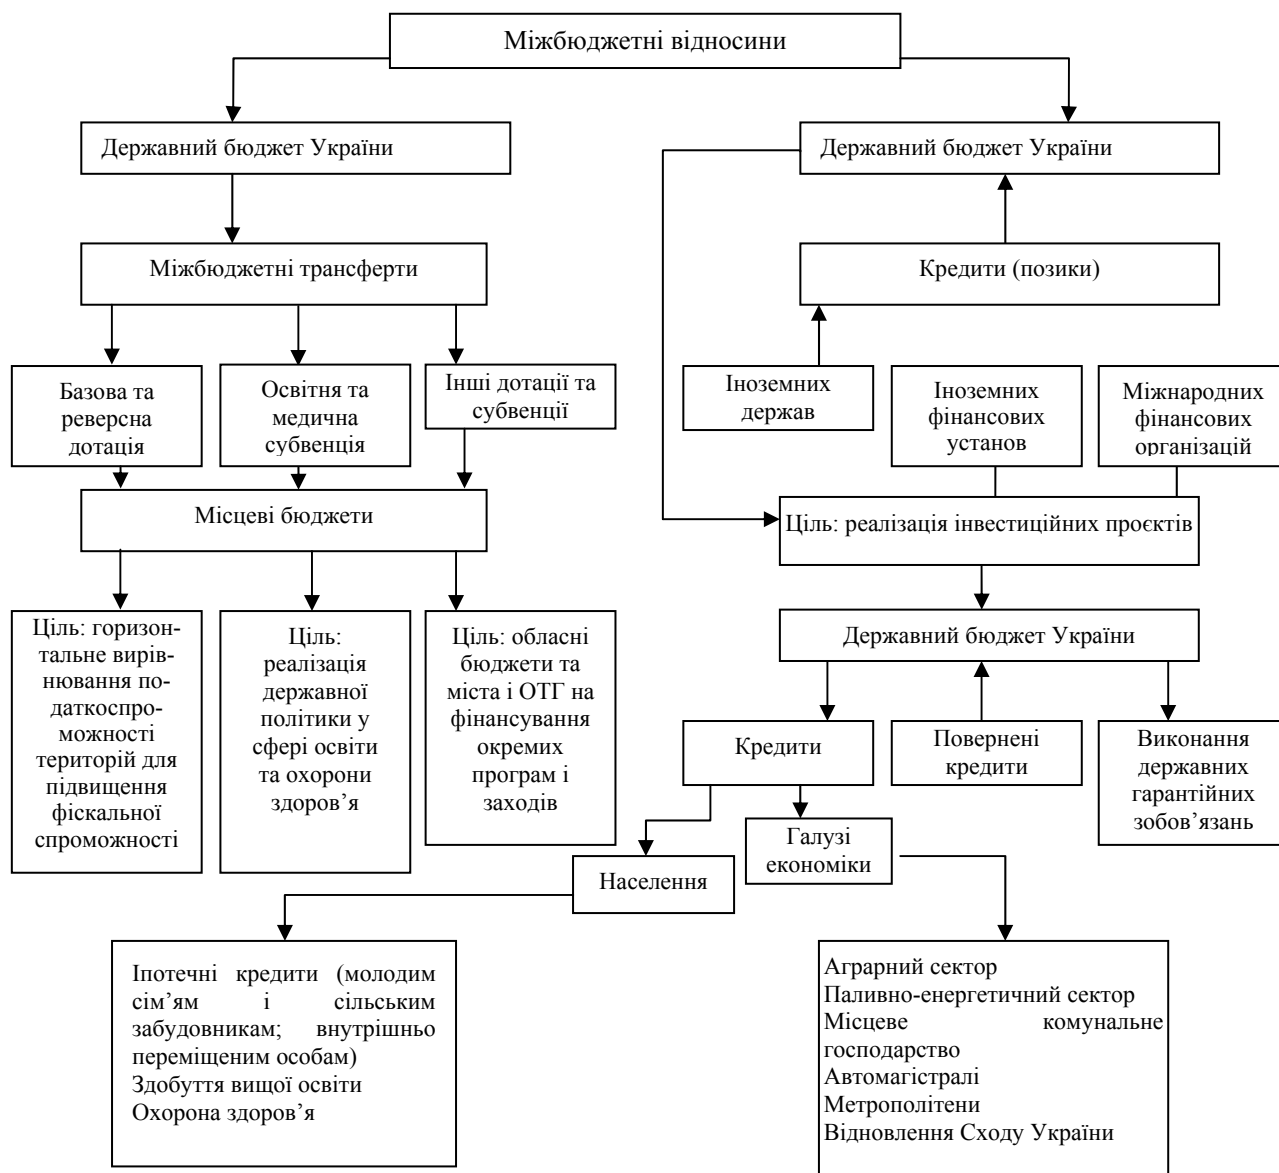 Міжбюджетні відносини
Державний бюджет України
Державний бюджет України
Міжбюджетні трансферти
Кредити (позики)
Базова та
реверсна
дотація
Освітня та
медична
субвенція
Інші дотації та
субвенції
Іноземних
держав
Іноземних
фінансових
установ
Міжнародних
фінансових
організацій
Місцеві бюджети
Ціль: реалізація інвестиційних проєктів
Державний бюджет України
Ціль: горизон-
тальне вирів-
нювання по-
даткоспро-
можності
територій для
підвищення
фіскальної
спроможності
Ціль:
реалізація
державної
політики у
сфері освіти
та охорони
здоров’я
Ціль: обласні
бюджети та
міста і ОТГ на
фінансування
окремих
програм і
заходів
Кредити
Повернені
кредити
Виконання
державних
гарантійних
зобов’язань
Населення
Галузі
економіки
Іпотечні кредити (молодим
сім’ям і сільським
забудовникам; внутрішньо
переміщеним особам)
Здобуття вищої освіти
Охорона здоров’я
Аграрний сектор
Паливно-енергетичний сектор
Місцеве комунальне
господарство
Автомагістралі
Метрополітени
Відновлення Сходу України